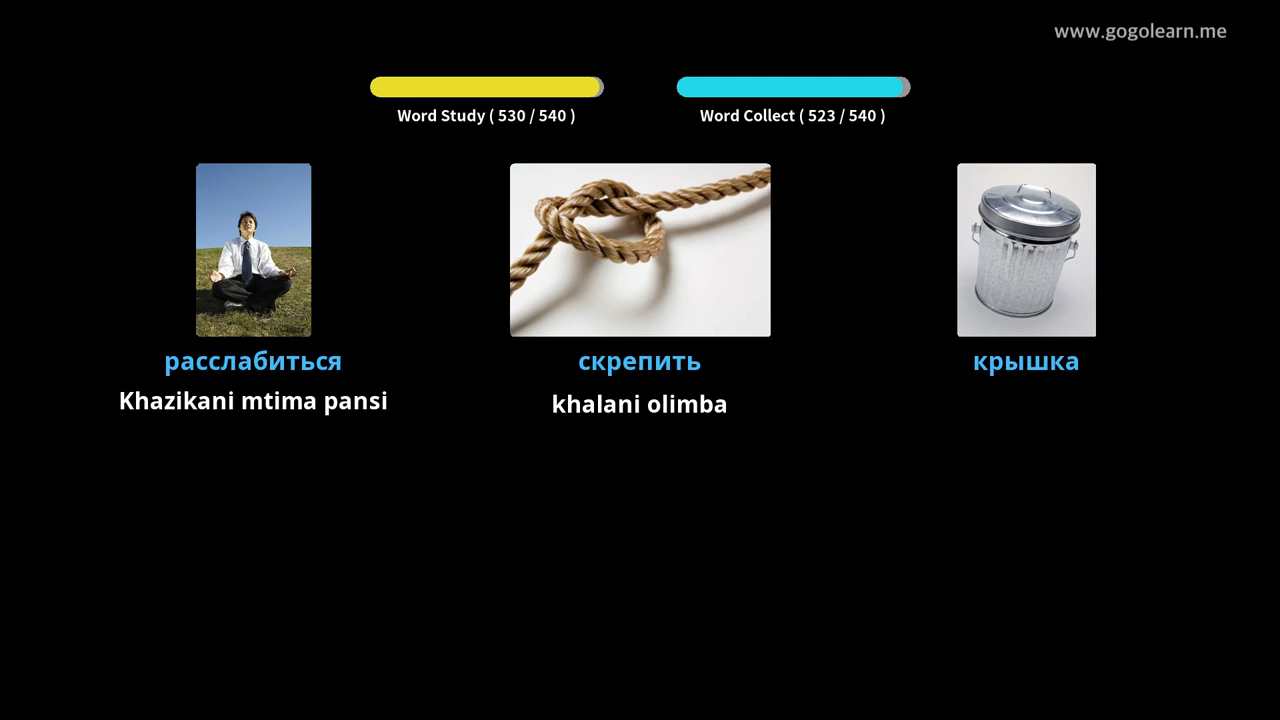 www.gogolearn.me
Word Study ( 530 / 540 )
Word Collect ( 523 / 540 )
расслабиться
скрепить
крышка
Khazikani mtima pansi
khalani olimba